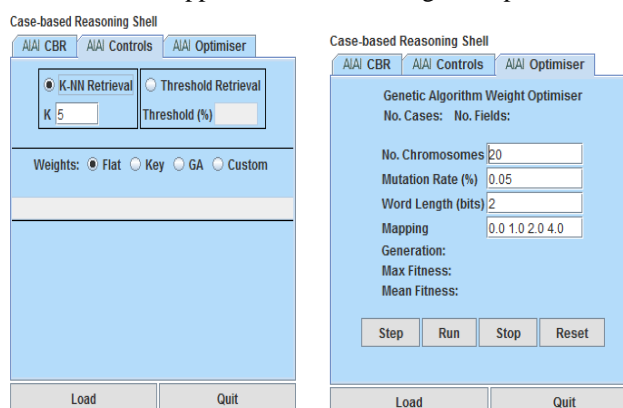 Case-based Reasoning Shell
AIAI CBR AIAI Controls AIAI Optimiser
K-NN Retrieval Threshold Retrieval
K 5 Threshold (%)
Weights: Flat Key GA Custom
Load Quit
Case-based Reasoning Shell
AIAI CBR AIAI Controls AIAI Optimiser
Genetic Algorithm Weight Optimiser
No. Cases: No. Fields:
No. Chromosomes 20
Mutation Rate (%) 0.05
Word Length (bits) 2
Mapping 0.0 1.0 2.0 4.0
Generation:
Max Fitness:
Mean Fitness:
Step Run Stop Reset
Load Quit